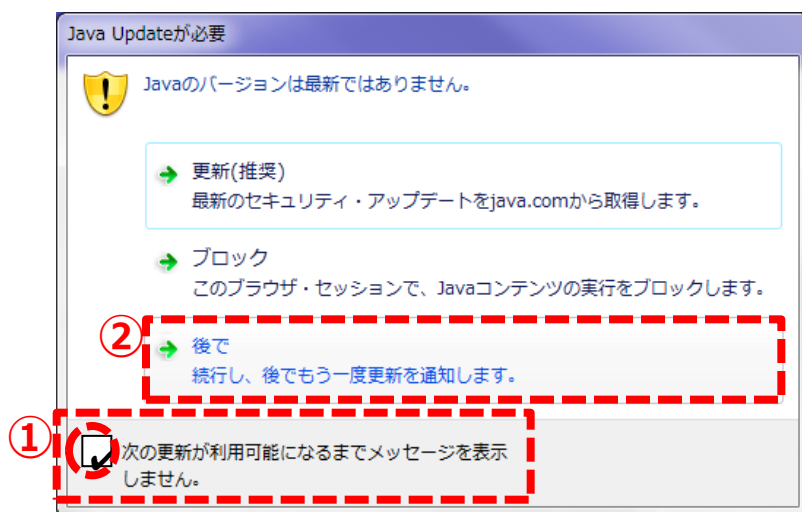 Java Updateが必要
Javaのバージョンは最新ではありません。
更新(推奨)
最新のセキュリティ・アップデートをjava.comから取得します。
ブロック
このブラウザ・セッションで、Javaコンテンツの実行をブロックします。
②
後で
続行し、後でもう一度更新を通知します。
①
次の更新が利用可能になるまでメッセージを表示
しません。